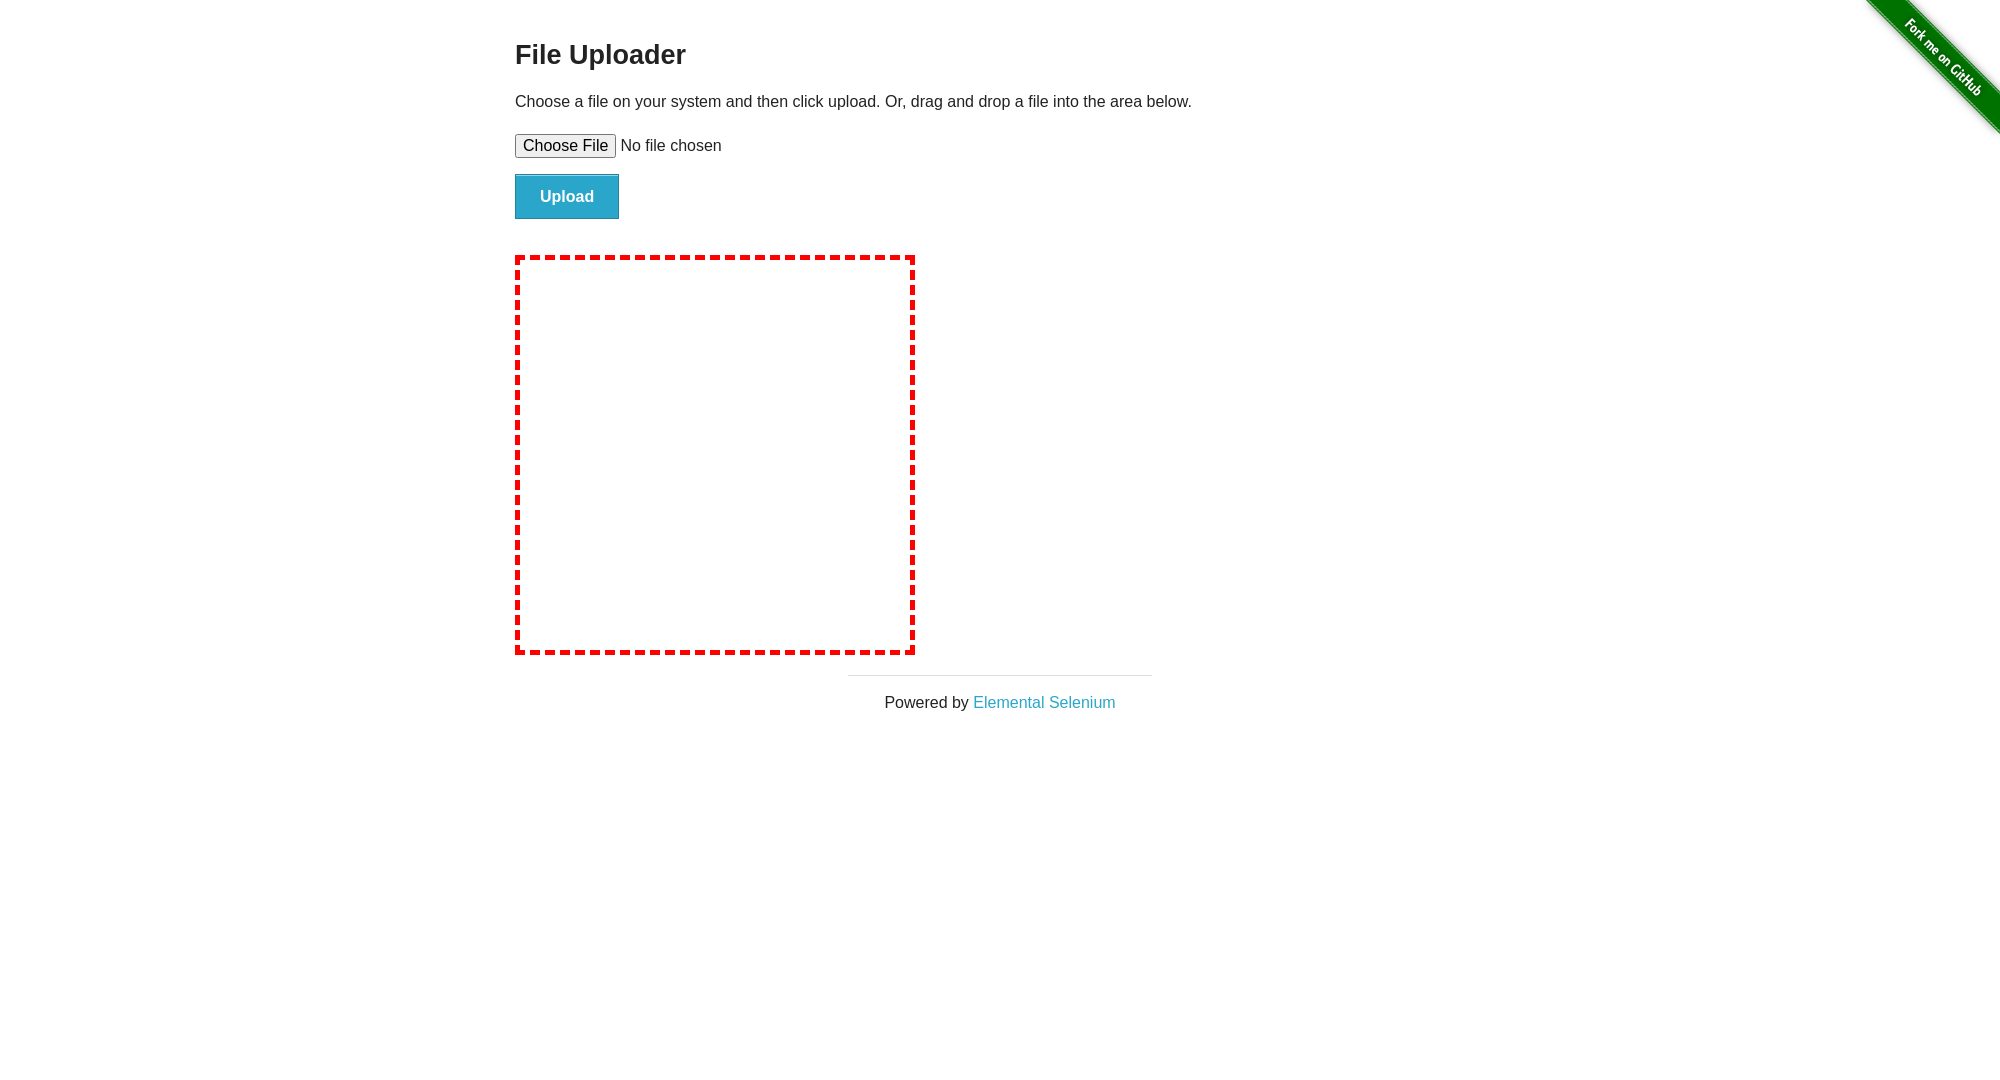 File Uploader
Choose a file on your system and then click upload. Or, drag and drop a file into the area below.
Choose File No file chosen
Upload
Powered by Elemental Selenium
Fork me on GitHub